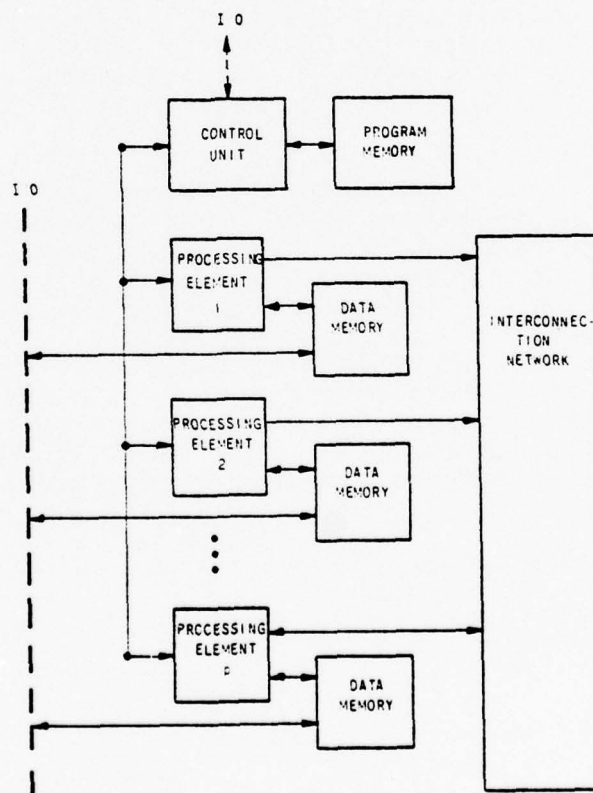 I O
CONTROL
UNIT
PROGRAM
MEMORY
I O
PROCESSING
ELEMENT
1
DATA
MEMORY
INTERCONNEC-
TION
NETWORK
PROCESSING
ELEMENT
2
DATA
MEMORY
PROCESSING
ELEMENT
p
DATA
MEMORY